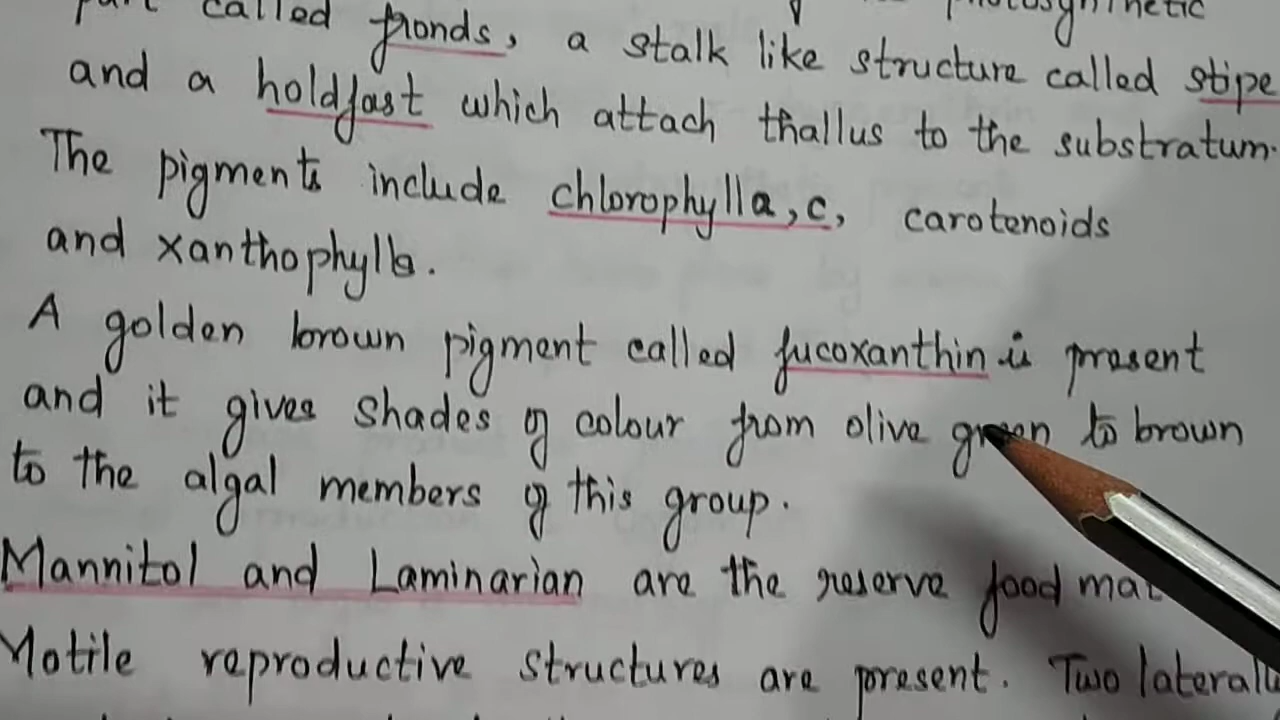 part called fronds, a stalk like structure called stipe
and a holdfast which attach thallus to the substratum.
The pigments include chlorophyll a, c, carotenoids
and xanthophylls.
A golden brown pigment called fucoxanthin is present
and it gives shades of colour from olive green to brown
to the algal members of this group.
Mannitol and Laminarian are the reserve food mat
Motile reproductive structures are present. Two laterall